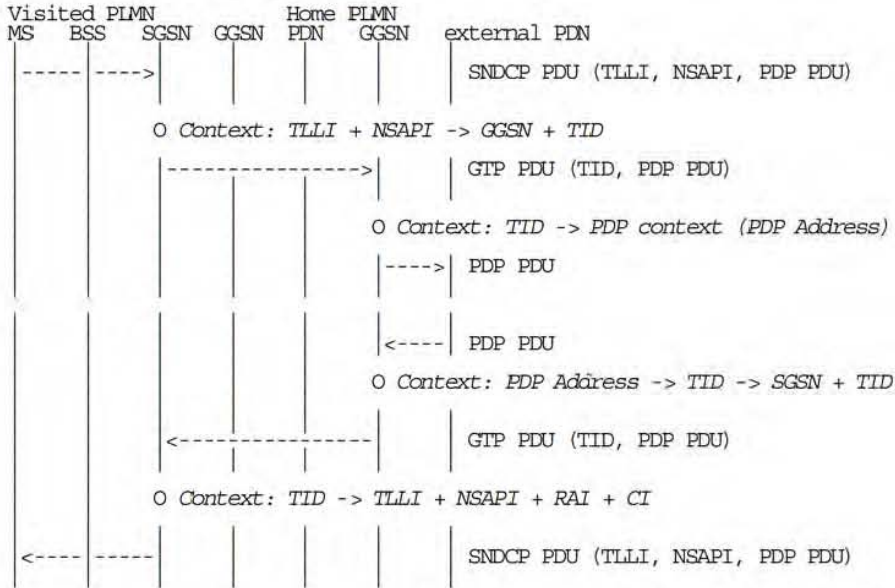 Visited PLMN Home PLMN
MS BSS SGSN GGSN PDN GGSN external PDN
SNDCP PDU (TLLI, NSAPI, PDP PDU)
O Context: TLLI + NSAPI -> GGSN + TID
GTP PDU (TID, PDP PDU)
O Context: TID -> PDP context (PDP Address)
PDP PDU
PDP PDU
O Context: PDP Address -> TID -> SGSN + TID
GTP PDU (TID, PDP PDU)
O Context: TID -> TLLI + NSAPI + RAI + CI
SNDCP PDU (TLLI, NSAPI, PDP PDU)